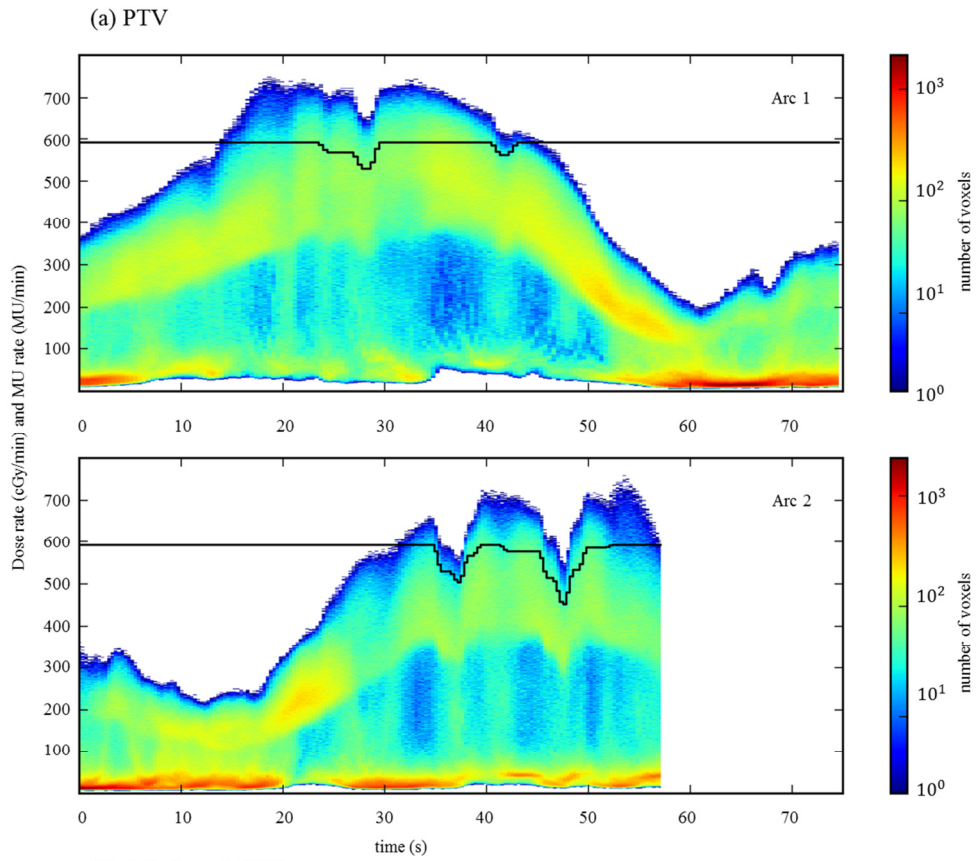 (a) PTV
Dose rate (cGy/min) and MU rate (MU/min)
700
600
500
400
300
200
100
0 10 20 30 40 50 60 70
Arc 1
10³
10²
10¹
10⁰
number of voxels
700
600
500
400
300
200
100
0 10 20 30 40 50 60 70
Arc 2
10³
10²
10¹
10⁰
number of voxels
time (s)